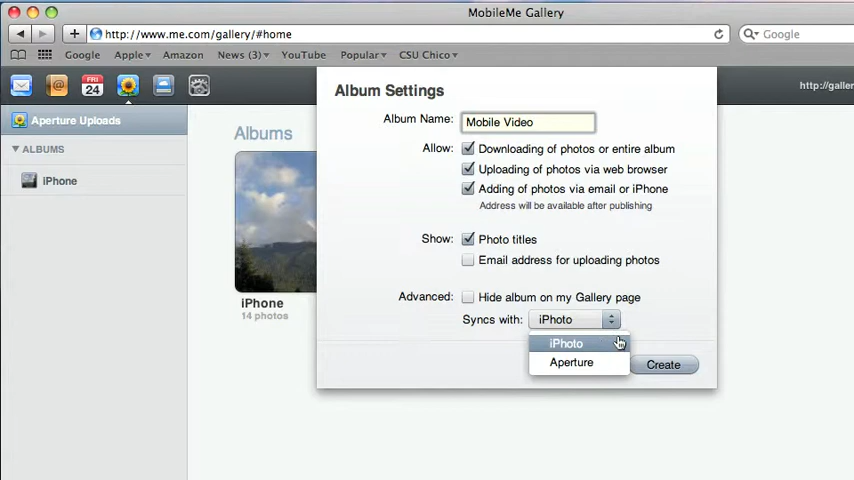 MobileMe Gallery
http://www.me.com/gallery/#home
Google
Google
Apple
Amazon
News (3)
YouTube
Popular
CSU Chico
FRI
24
http://galler
Aperture Uploads
ALBUMS
iPhone
Albums
iPhone
14 photos
Album Settings
Album Name: Mobile Video
Allow: Downloading of photos or entire album
Uploading of photos via web browser
Adding of photos via email or iPhone
Address will be available after publishing
Show: Photo titles
Email address for uploading photos
Advanced: Hide album on my Gallery page
Syncs with: iPhoto
iPhoto
Aperture
Create